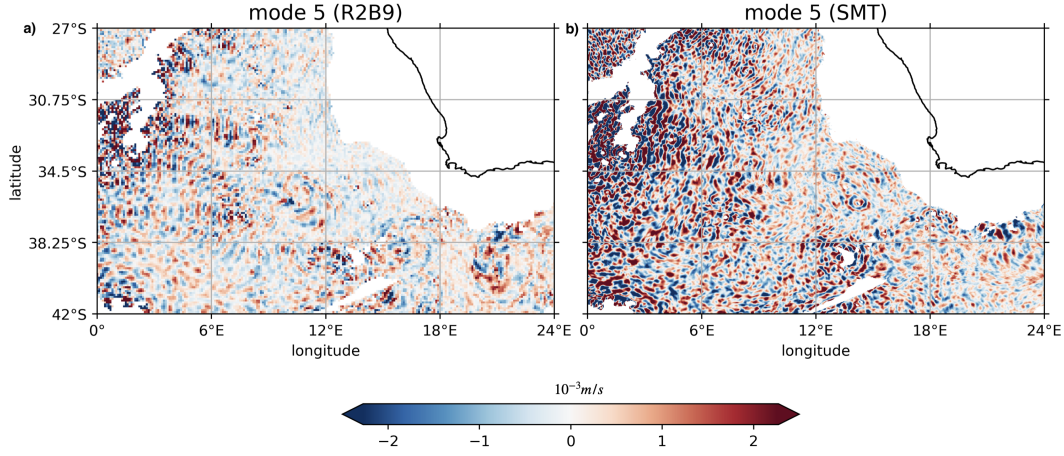 mode 5 (R2B9)
mode 5 (SMT)
a)
b)
27°S
30.75°S
34.5°S
38.25°S
42°S
latitude
0°
6°E
12°E
18°E
24°E
0°
6°E
12°E
18°E
24°E
longitude
longitude
10⁻³m/s
−2
−1
0
1
2